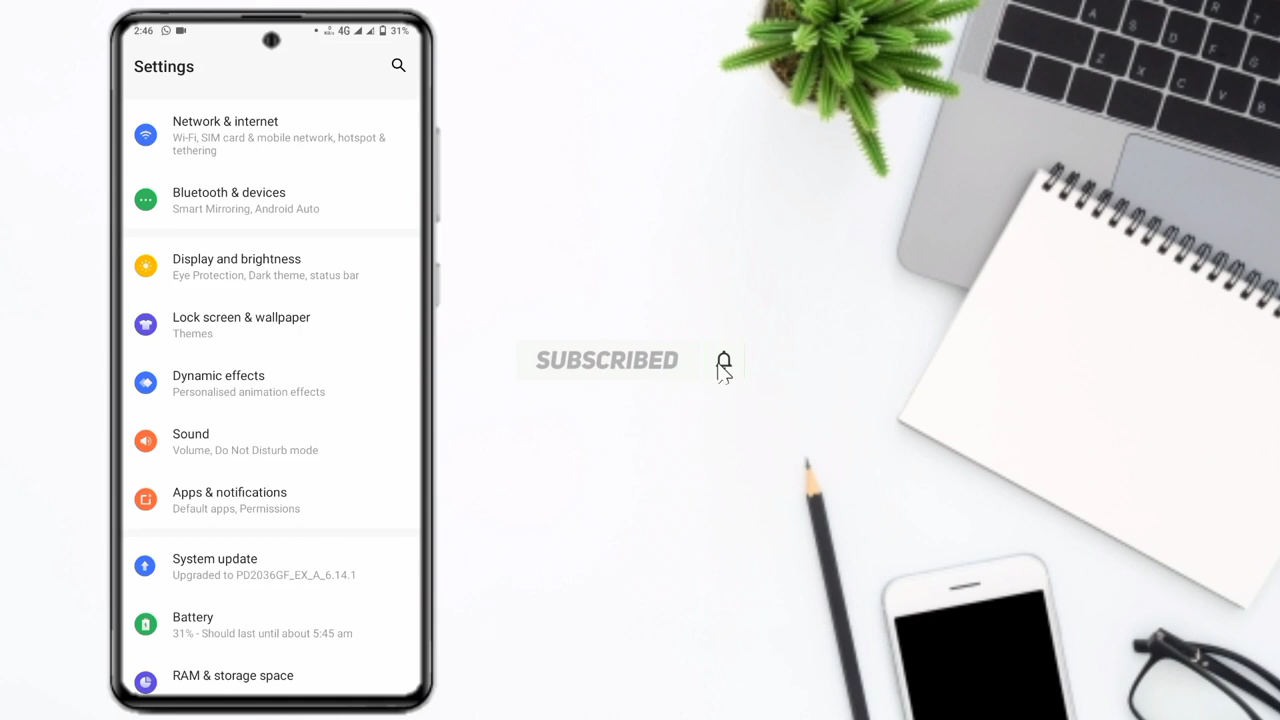 2:46
4G
31%
Settings
Network & internet
Wi-Fi, SIM card & mobile network, hotspot &
tethering
Bluetooth & devices
Smart Mirroring, Android Auto
Display and brightness
Eye Protection, Dark theme, status bar
Lock screen & wallpaper
Themes
Dynamic effects
Personalised animation effects
Sound
Volume, Do Not Disturb mode
Apps & notifications
Default apps, Permissions
System update
Upgraded to PD2036GF_EX_A_6.14.1
Battery
31% - Should last until about 5:45 am
RAM & storage space
SUBSCRIBED
R
T
A
S
D
F
G
Z
X
C
V
B